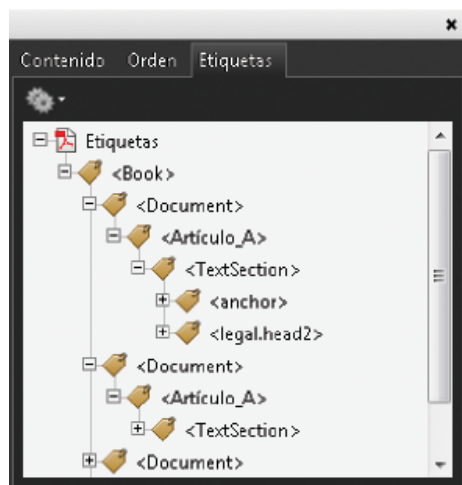 Contenido Orden Etiquetas
Etiquetas
<Book>
<Document>
<Artículo_A>
<TextSection>
<anchor>
<legal.head2>
<Document>
<Artículo_A>
<TextSection>
<Document>